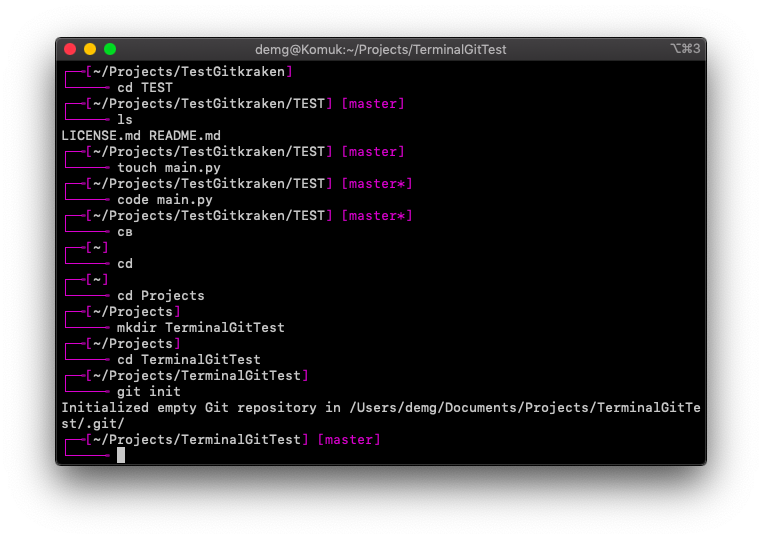 demg@Komuk:~/Projects/TerminalGitTest ⌥⌘3
[~/Projects/TestGitkraken]
cd TEST
[~/Projects/TestGitkraken/TEST] [master]
ls
LICENSE.md README.md
[~/Projects/TestGitkraken/TEST] [master]
touch main.py
[~/Projects/TestGitkraken/TEST] [master*]
code main.py
[~/Projects/TestGitkraken/TEST] [master*]
св
[~]
cd
[~]
cd Projects
[~/Projects]
mkdir TerminalGitTest
[~/Projects]
cd TerminalGitTest
[~/Projects/TerminalGitTest]
git init
Initialized empty Git repository in /Users/demg/Documents/Projects/TerminalGitTe
st/.git/
[~/Projects/TerminalGitTest] [master]